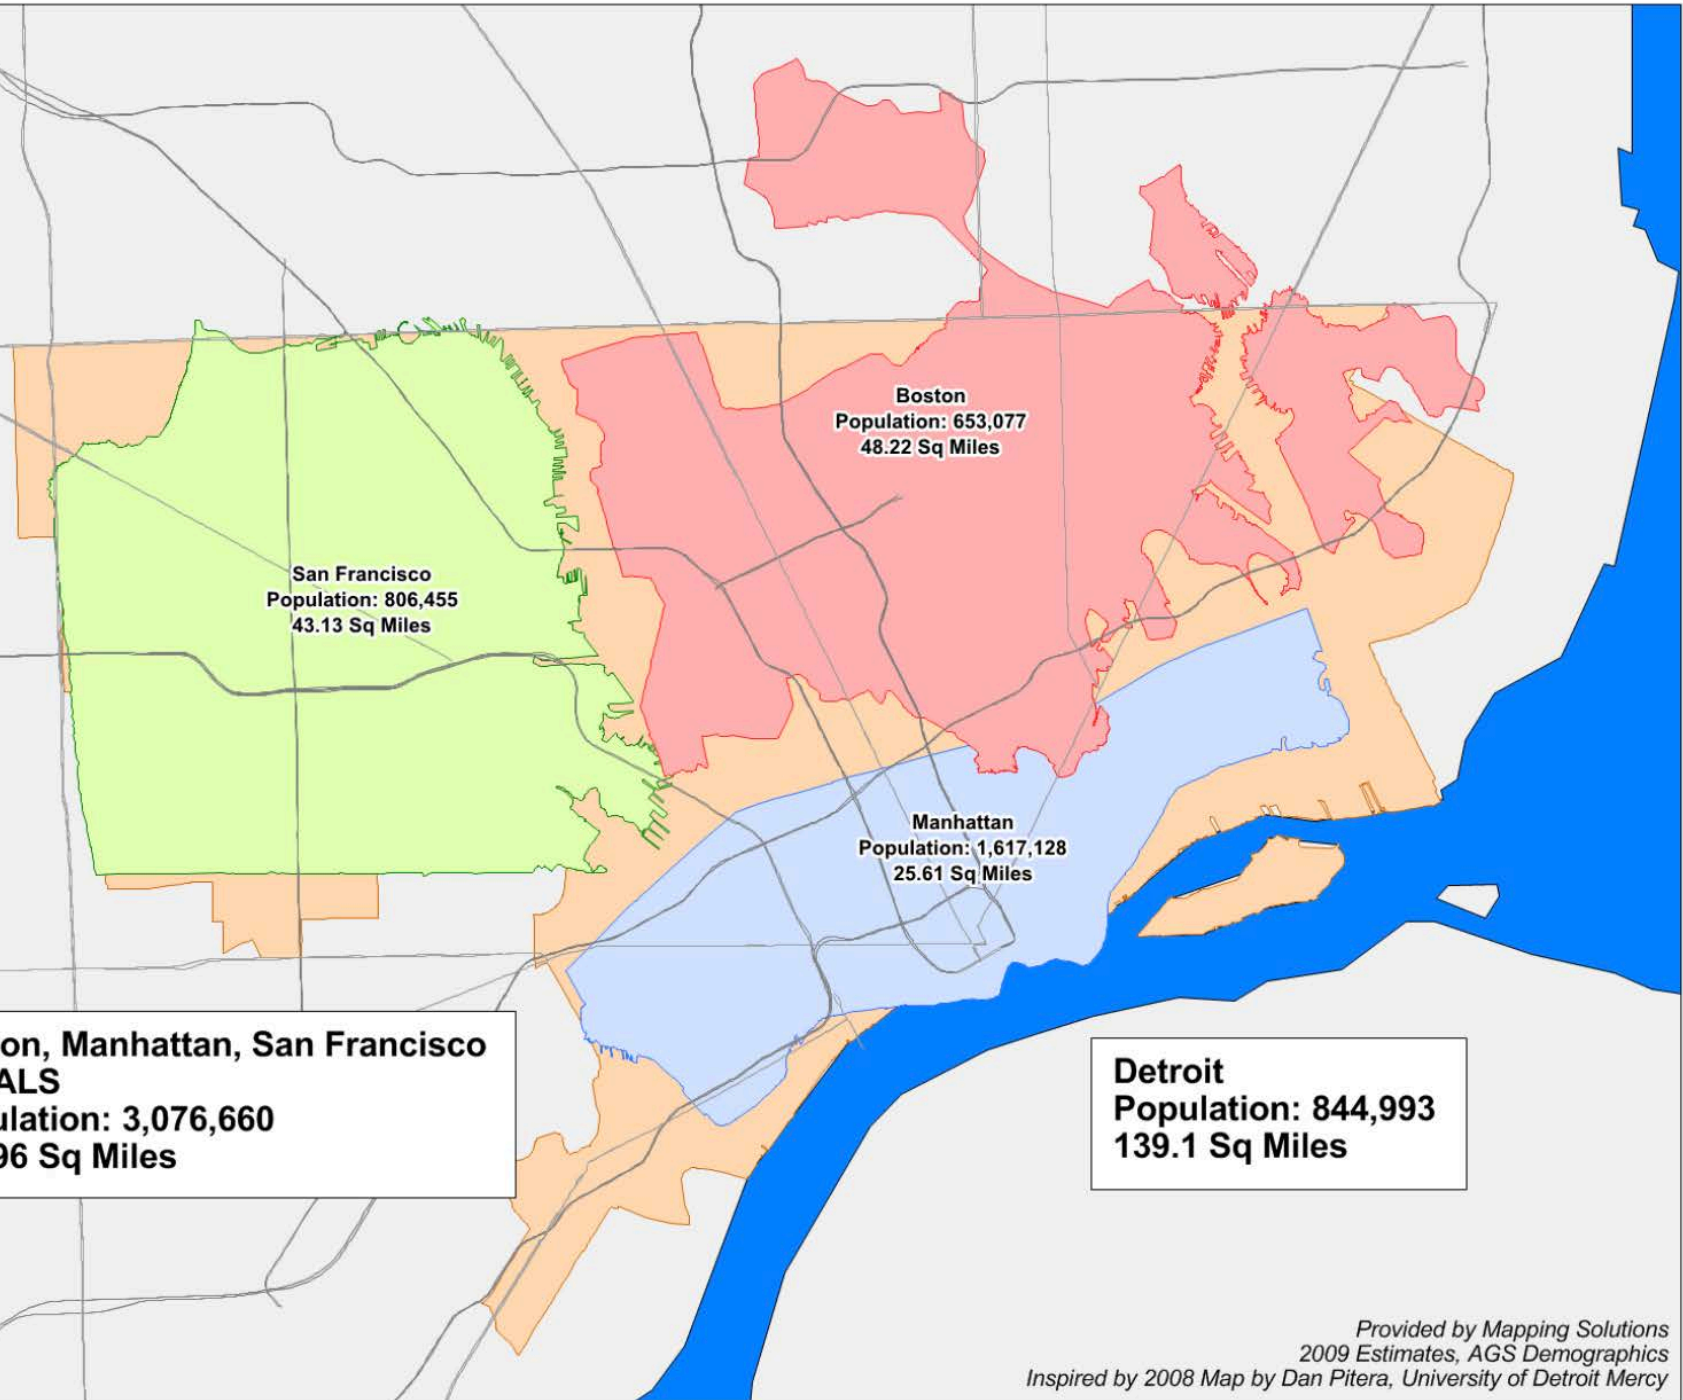 Boston
Population: 653,077
48.22 Sq Miles
San Francisco
Population: 806,455
43.13 Sq Miles
Manhattan
Population: 1,617,128
25.61 Sq Miles
on, Manhattan, San Francisco
ALS
ulation: 3,076,660
96 Sq Miles
Detroit
Population: 844,993
139.1 Sq Miles
Provided by Mapping Solutions
2009 Estimates, AGS Demographics
Inspired by 2008 Map by Dan Pitera, University of Detroit Mercy